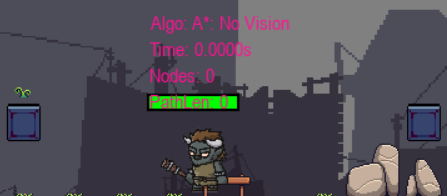 Algo: A*: No Vision
Time: 0.0000s
Nodes: 0
PathLen: 0